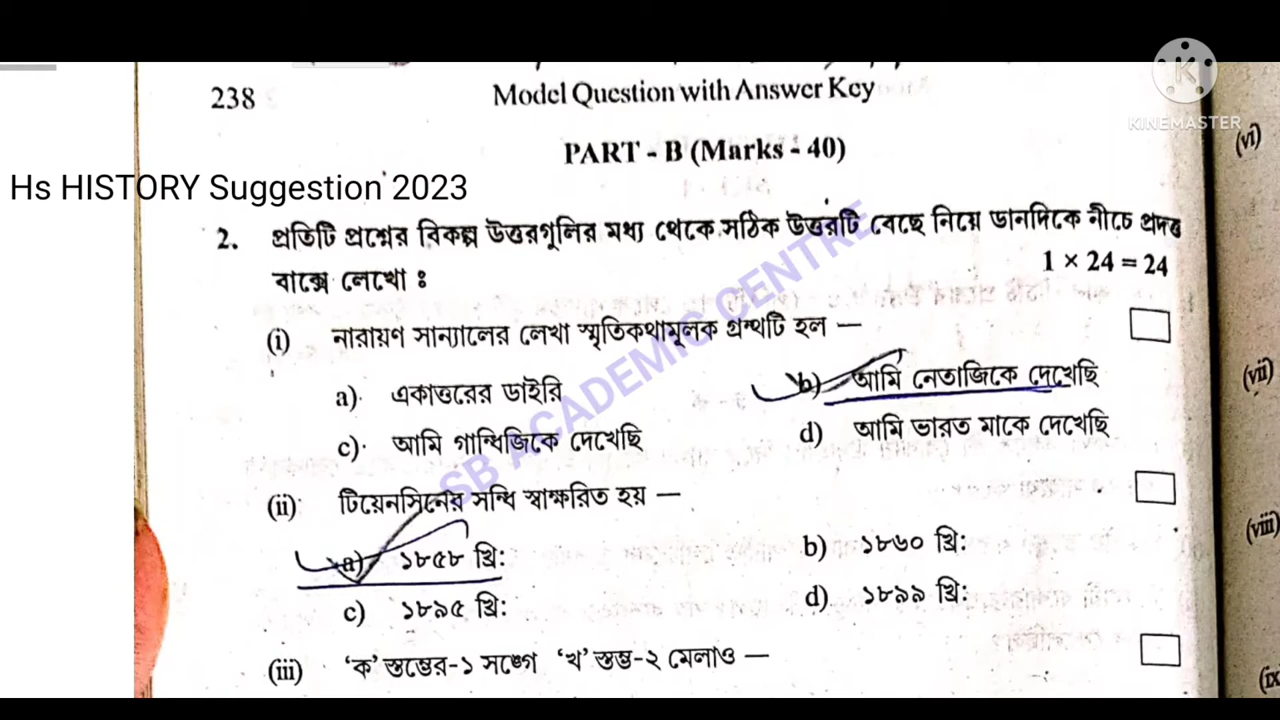 238
Model Question with Answer Key
KINEMASTER
PART - B (Marks - 40)
(vi)
Hs HISTORY Suggestion 2023
2. প্রতিটি প্রশ্নের বিকল্প উত্তরগুলির মধ্য থেকে সঠিক উত্তরটি বেছে নিয়ে ডানদিকে নীচে প্রদত্ত
বাক্সে লেখো ঃ
1 × 24 = 24
(i) নারায়ণ সান্যালের লেখা স্মৃতিকথামূলক গ্রন্থটি হল —
a) একাত্তরের ডাইরি
b) আমি নেতাজিকে দেখেছি
(vii)
c) আমি গান্ধিজিকে দেখেছি
d) আমি ভারত মাকে দেখেছি
SB ACADEMIC CENTRE
(ii) টিয়েনসিনের সন্ধি স্বাক্ষরিত হয় —
(viii)
a) ১৮৫৮ খ্রি:
b) ১৮৬০ খ্রি:
c) ১৮৯৫ খ্রি:
d) ১৮৯৯ খ্রি:
(iii) ‘ক’ স্তম্ভের-১ সঙ্গে ‘খ’ স্তম্ভ-২ মেলাও —
(ix